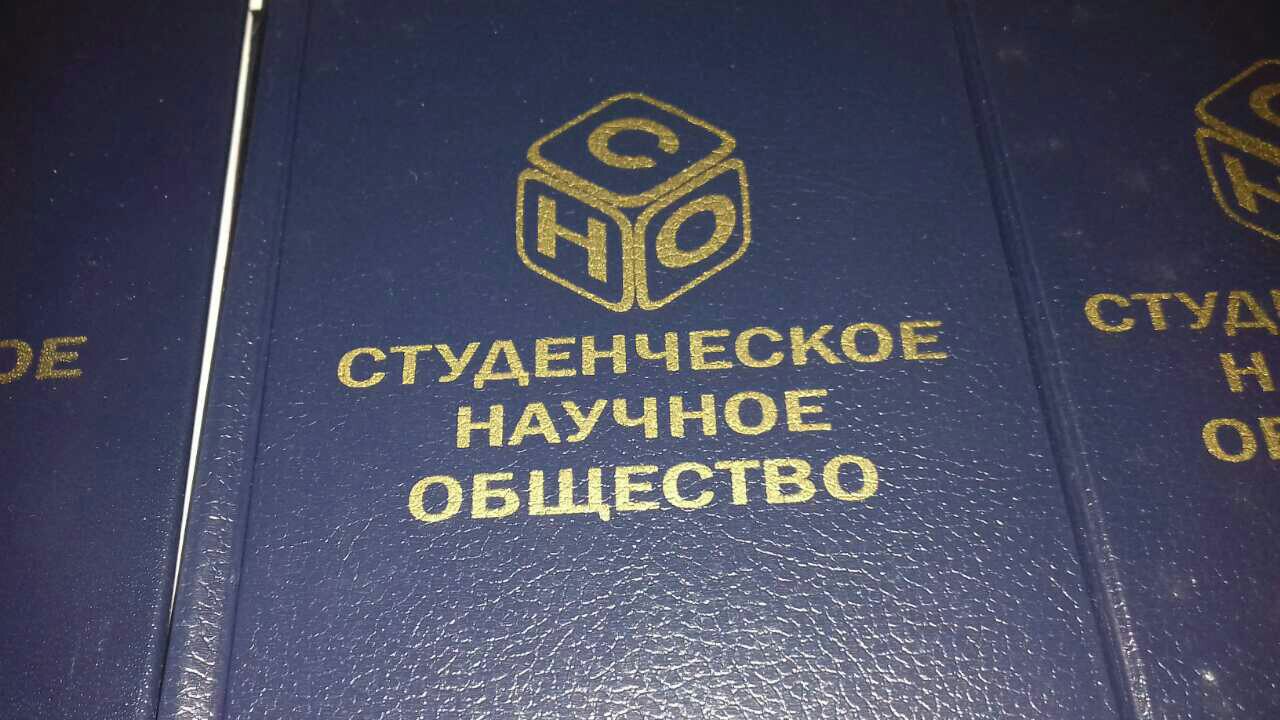 С
Н О
СТУДЕНЧЕСКОЕ
НАУЧНОЕ
ОБЩЕСТВО